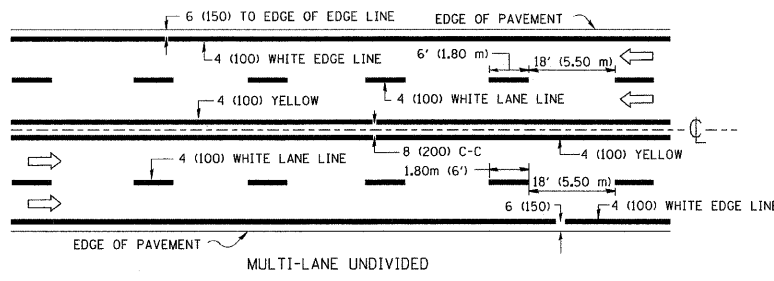 6 (150) TO EDGE OF EDGE LINE
EDGE OF PAVEMENT
4 (100) WHITE EDGE LINE
6' (1.80 m)
18' (5.50 m)
4 (100) YELLOW
4 (100) WHITE LANE LINE
℄
4 (100) WHITE LANE LINE
8 (200) C-C
4 (100) YELLOW
1.80m (6')
18' (5.50 m)
6 (150)
4 (100) WHITE EDGE LINE
EDGE OF PAVEMENT
MULTI-LANE UNDIVIDED